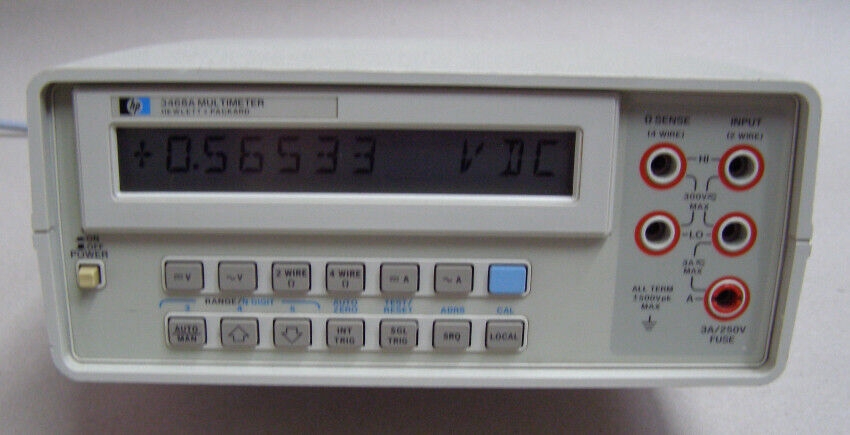 hp 3468A MULTIMETER
HEWLETT • PACKARD
+0.56533 V DC
Ω SENSE
(4 WIRE)
INPUT
(2 WIRE)
HI
300V
MAX
LO
3A
MAX
ALL TERM
±500Vpk
MAX
A
3A/250V
FUSE
ON
OFF
POWER
V
~V
2 WIRE
Ω
4 WIRE
Ω
A
~A
RANGE/N DIGIT
3 4 5
AUTO
ZERO
TEST/
RESET
ADRS
CAL
AUTO
MAN
INT
TRIG
SGL
TRIG
SRQ
LOCAL